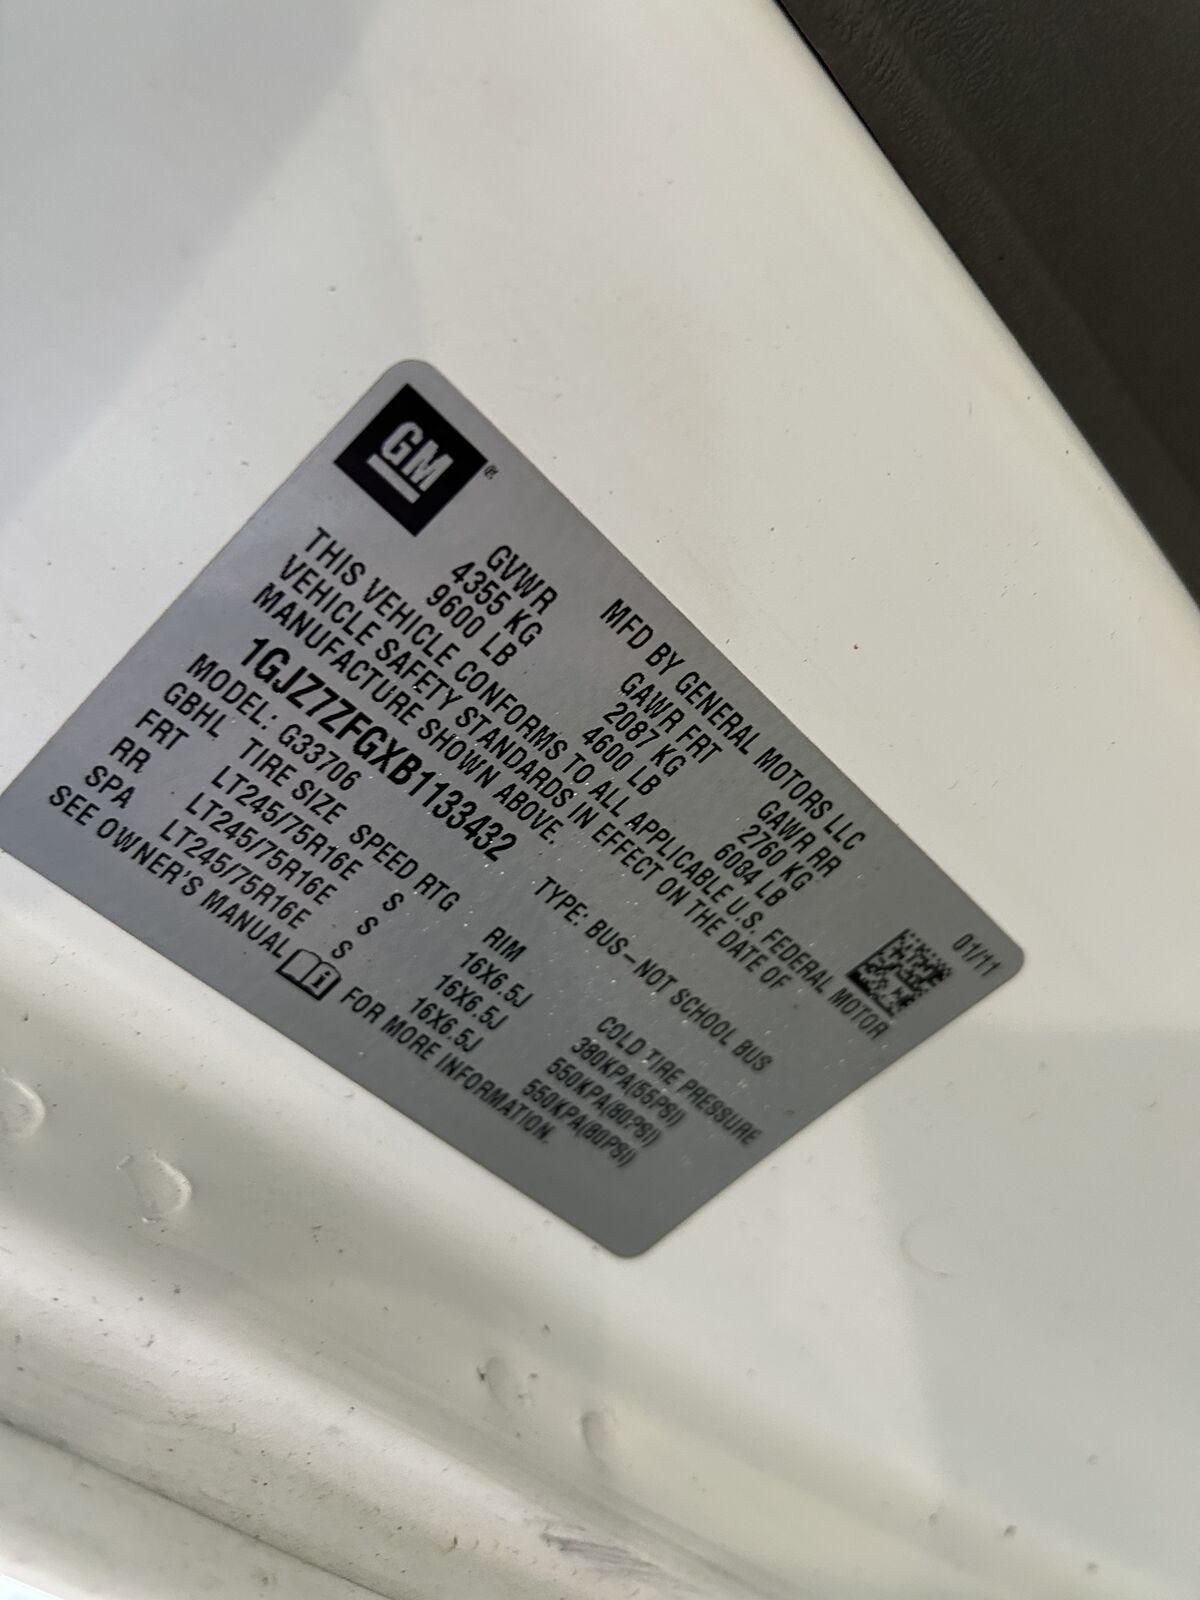 GM®
MFD BY GENERAL MOTORS LLC 01/11
GVWR GAWR FRT GAWR RR
4355 KG 2087 KG 2760 KG
9600 LB 4600 LB 6084 LB
THIS VEHICLE CONFORMS TO ALL APPLICABLE U.S. FEDERAL MOTOR
VEHICLE SAFETY STANDARDS IN EFFECT ON THE DATE OF
MANUFACTURE SHOWN ABOVE.
1GJZ7ZFGXB1133432 TYPE: BUS–NOT SCHOOL BUS
MODEL: G33706
GBHL TIRE SIZE SPEED RTG RIM COLD TIRE PRESSURE
FRT LT245/75R16E S 16X6.5J 380KPA(55PSI)
RR LT245/75R16E S 16X6.5J 550KPA(80PSI)
SPA LT245/75R16E S 16X6.5J 550KPA(80PSI)
SEE OWNER'S MANUAL i FOR MORE INFORMATION.